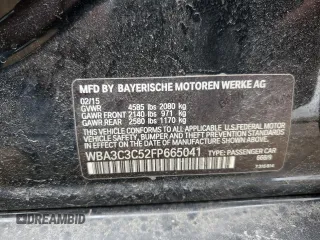 MFD BY BAYERISCHE MOTOREN WERKE AG
02/15
GVWR 4585 lbs 2080 kg
GAWR FRONT 2140 lbs 971 kg
GAWR REAR 2580 lbs 1170 kg
THIS VEHICLE CONFORMS TO ALL APPLICABLE U.S. FEDERAL MOTOR
VEHICLE SAFETY, BUMPER AND THEFT PREVENTION STANDARDS
IN EFFECT ON THE DATE OF MANUFACTURE SHOWN ABOVE.
WBA3C3C52FP665041 TYPE: PASSENGER CAR